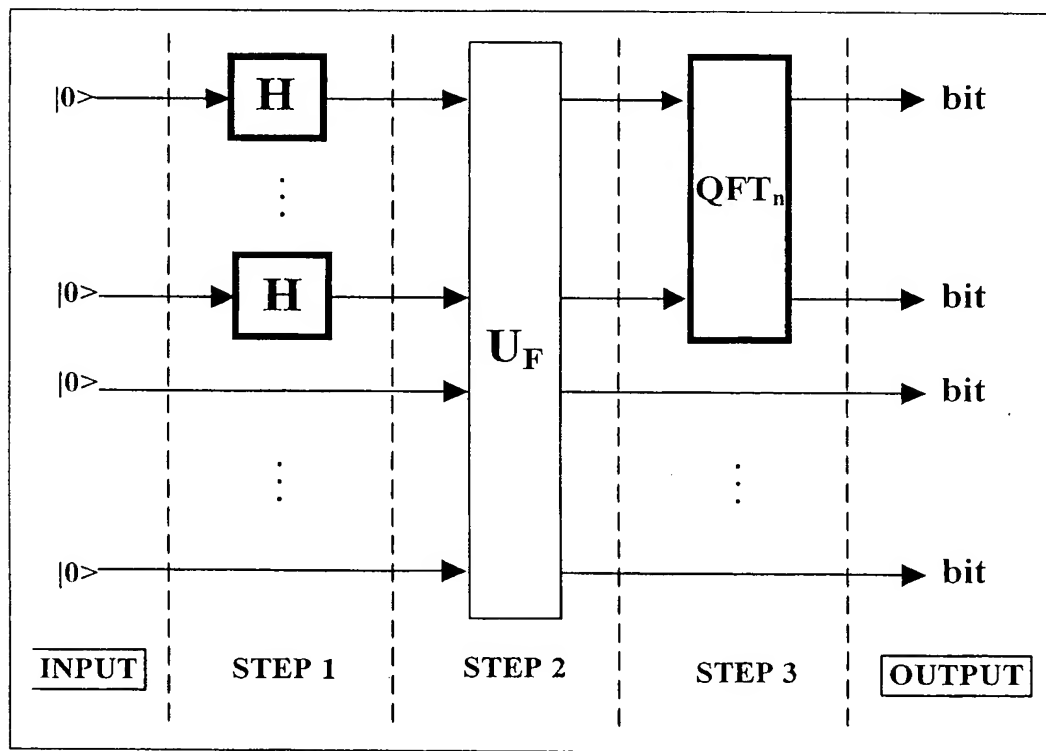 |0> H bit
|0> H bit
QFTn
UF
|0> bit
|0> bit
INPUT STEP 1 STEP 2 STEP 3 OUTPUT